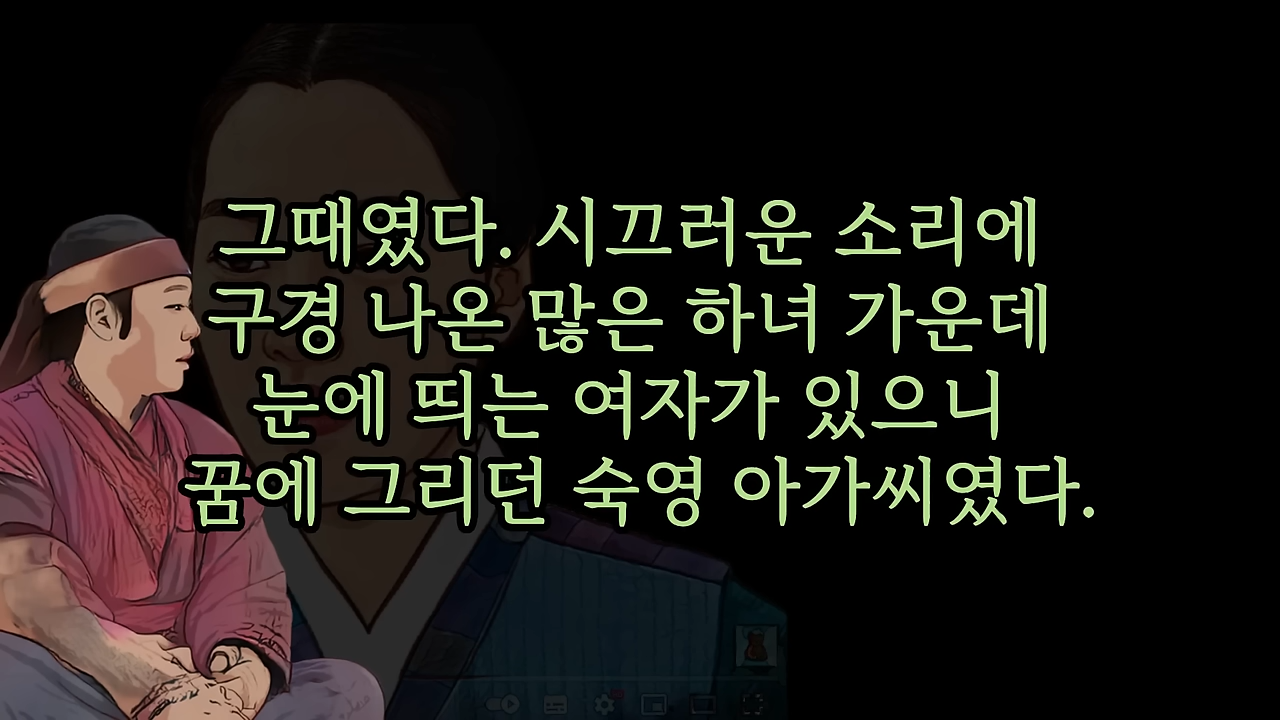 그때였다. 시끄러운 소리에
구경 나온 많은 하녀 가운데
눈에 띄는 여자가 있으니
꿈에 그리던 숙영 아가씨였다.